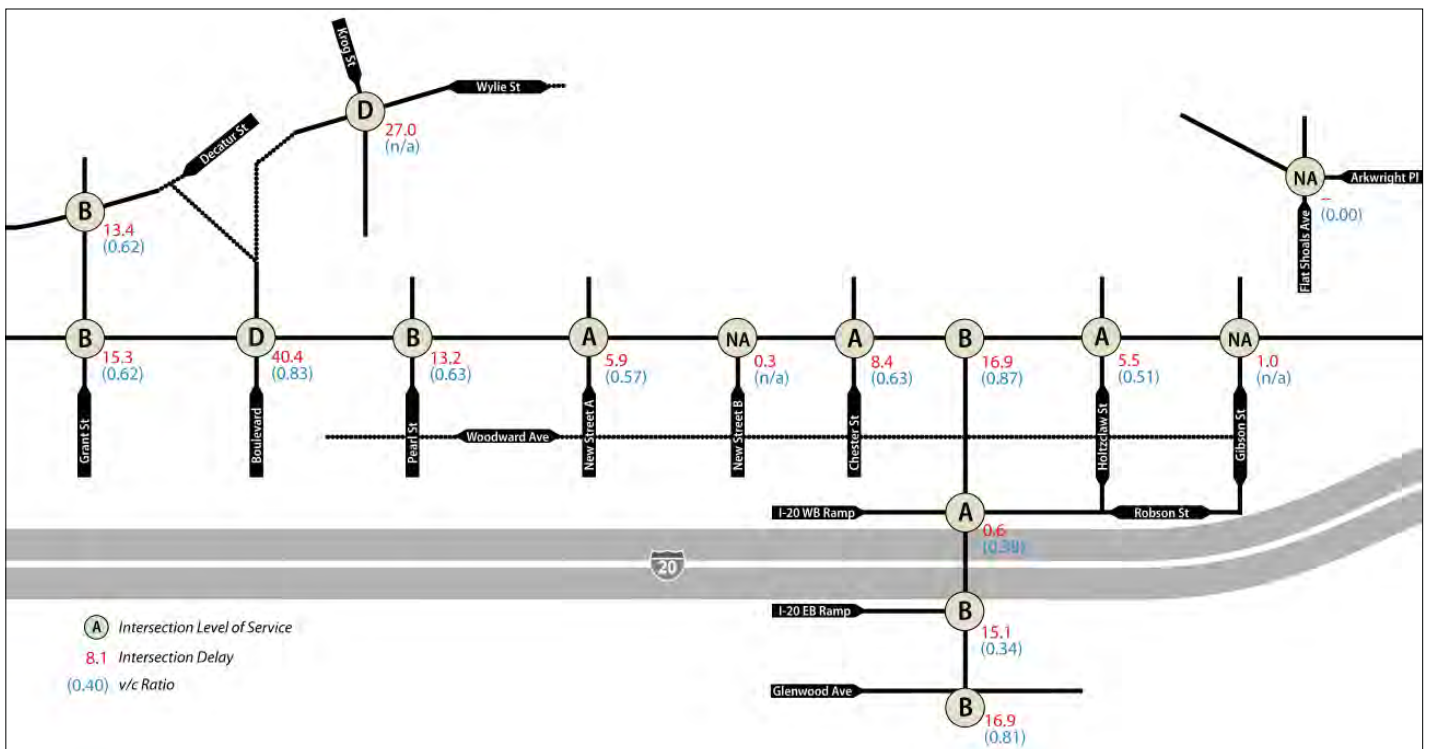 Krog St
Wylie St
D
27.0
(n/a)
Decatur St
B
13.4
(0.62)
NA
Arkwright Pl
–
(0.00)
Flat Shoals Ave
B
15.3
(0.62)
D
40.4
(0.83)
B
13.2
(0.63)
A
5.9
(0.57)
NA
0.3
(n/a)
A
8.4
(0.63)
B
16.9
(0.87)
A
5.5
(0.51)
NA
1.0
(n/a)
Grant St
Boulevard
Pearl St
Woodward Ave
New Street A
New Street B
Chester St
Holtzclaw St
Gibson St
I-20 WB Ramp
A
Robson St
0.6
(0.39)
20
I-20 EB Ramp
B
15.1
(0.34)
Glenwood Ave
B
16.9
(0.81)
A Intersection Level of Service
8.1 Intersection Delay
(0.40) v/c Ratio